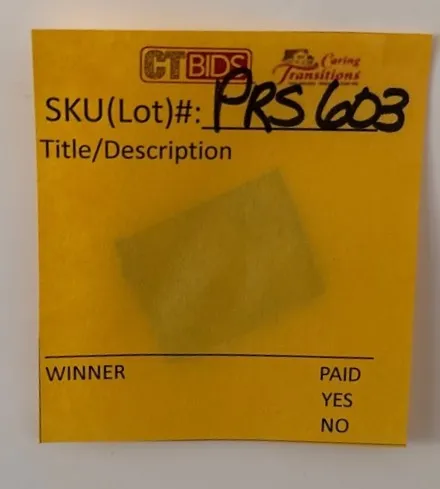 CTBIDS Caring Transitions
SKU(Lot)#: PRS 603
Title/Description
WINNER PAID
YES
NO